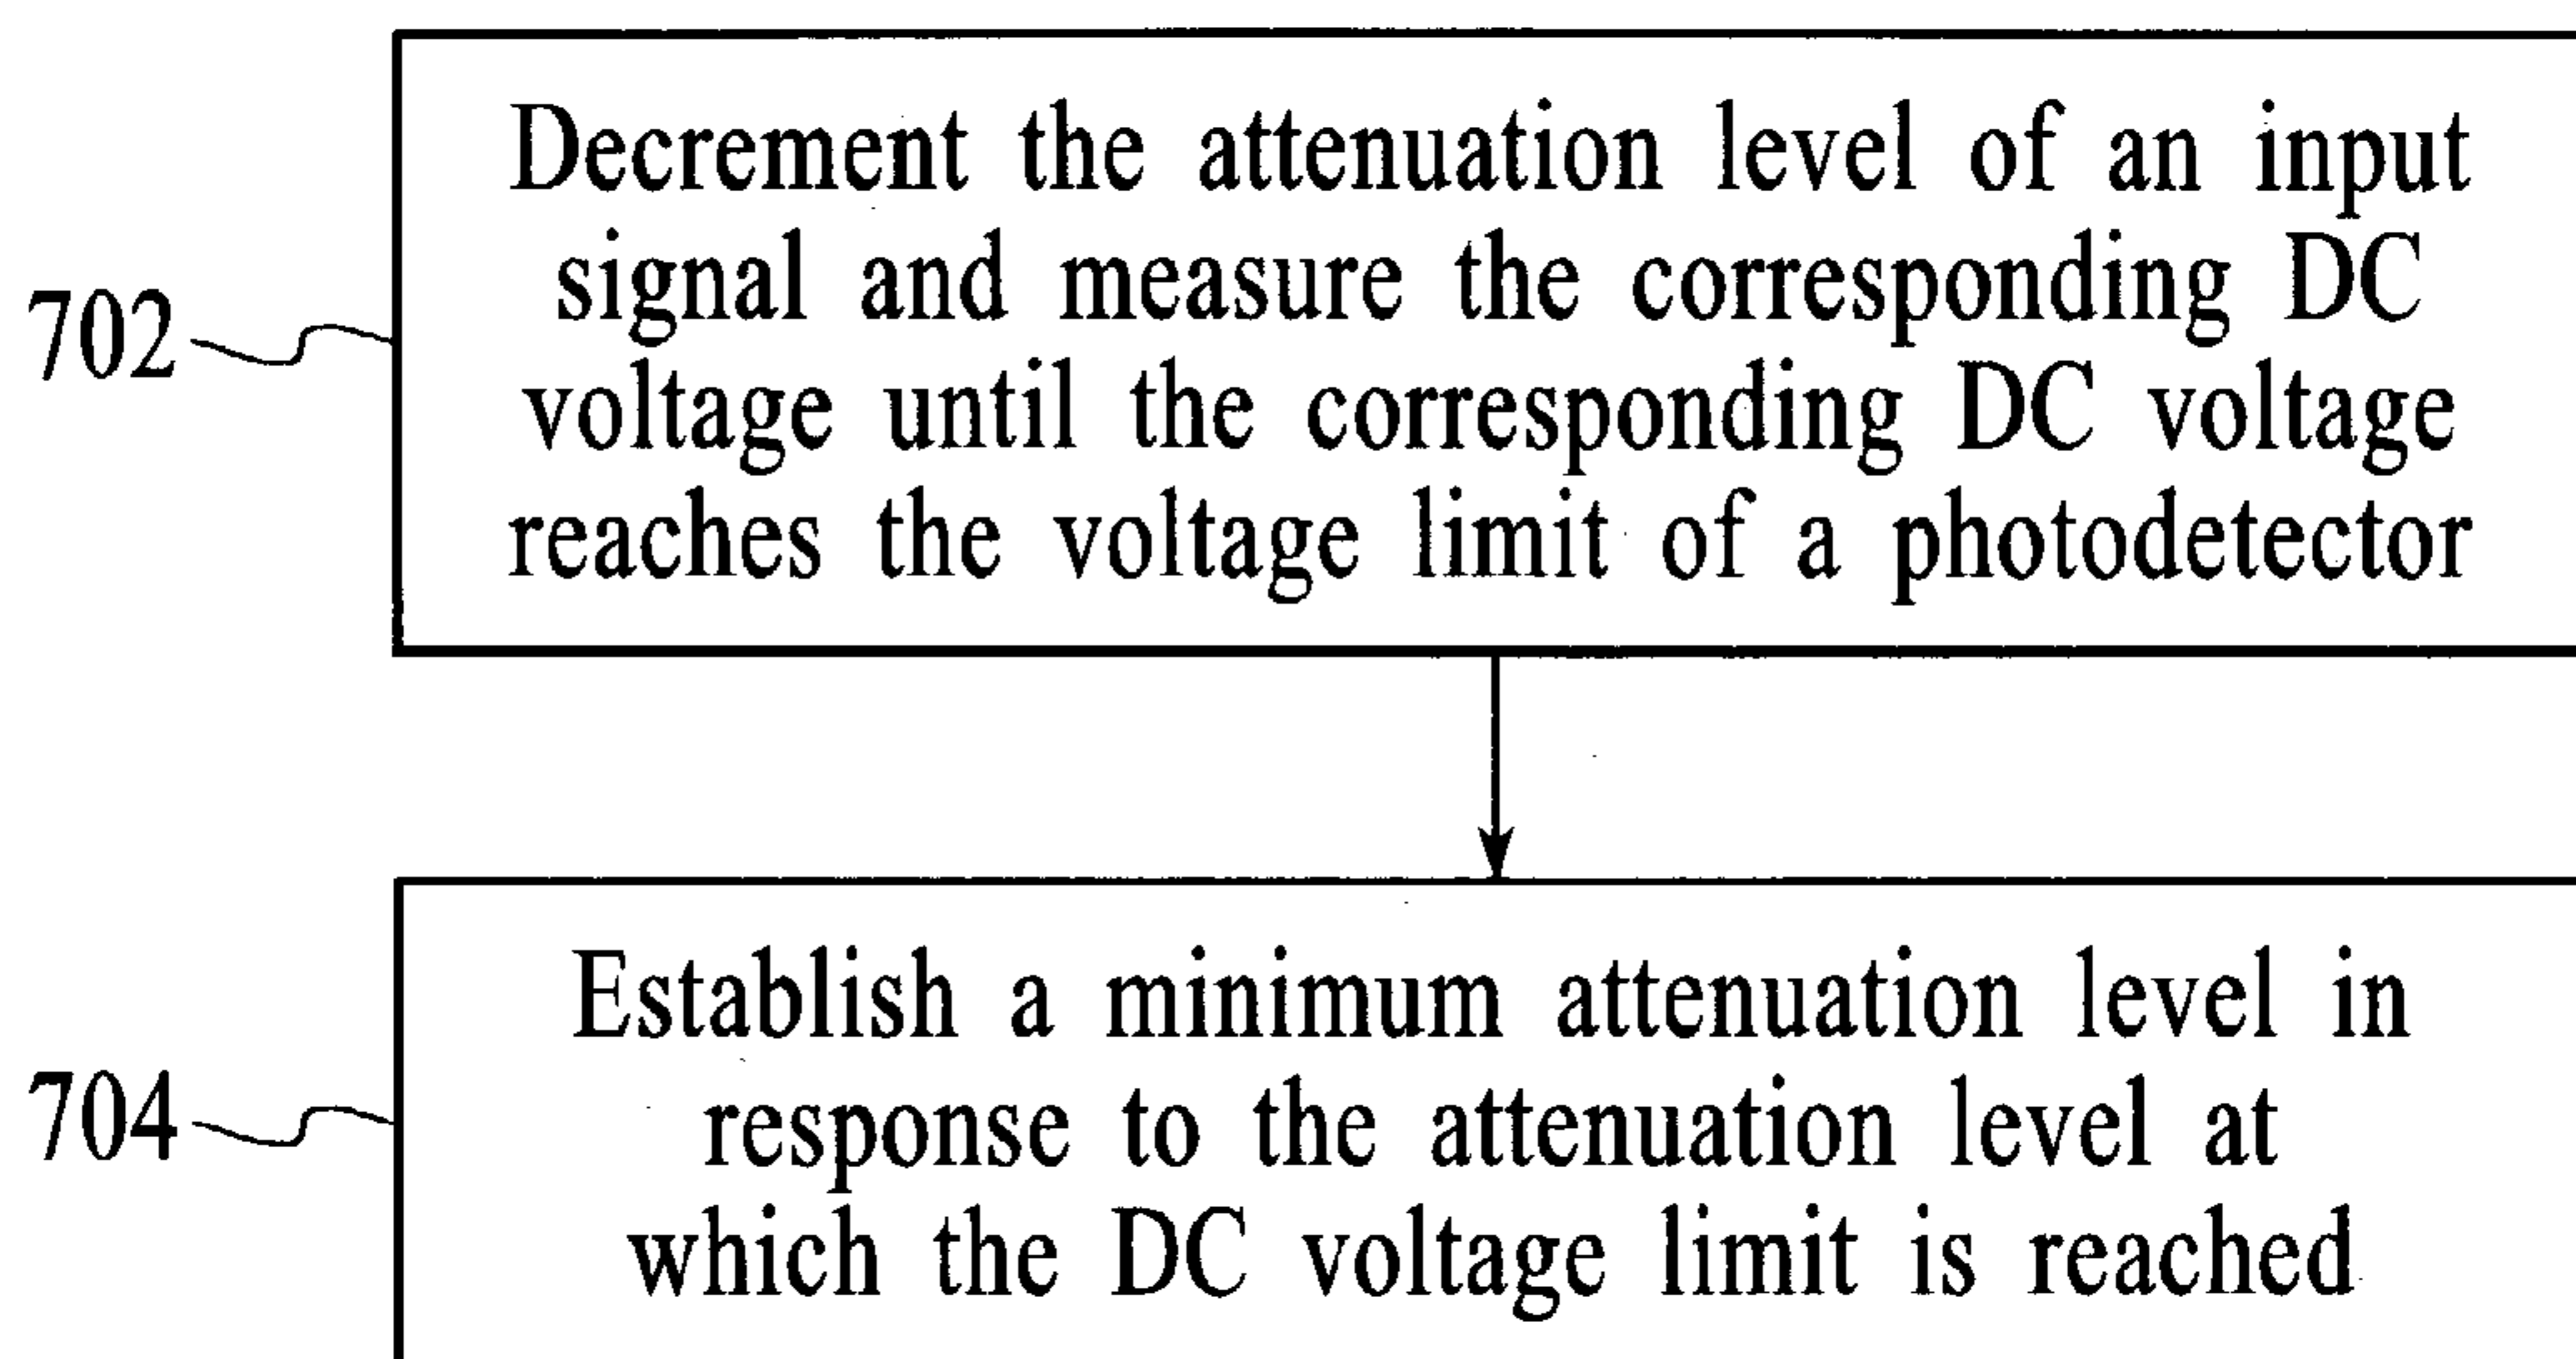 Decrement the attenuation level of an input
signal and measure the corresponding DC
702
voltage until the corresponding DC voltage
reaches the voltage limit of a photodetector
Establish a minimum attenuation level in
704
response to the attenuation level at
which the DC voltage limit is reached